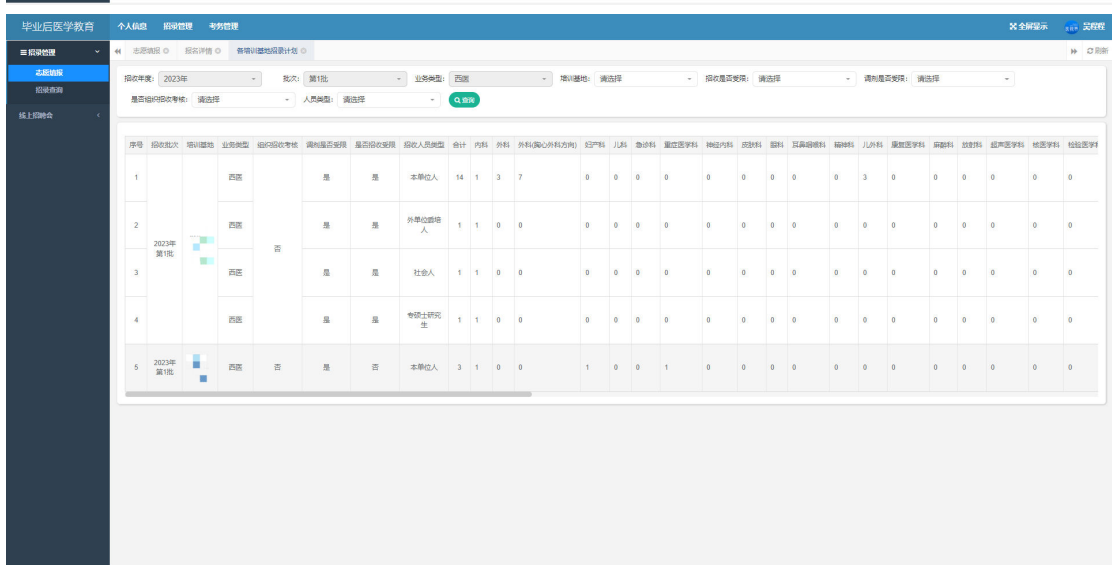 毕业后医学教育 个人信息 招录管理 考务管理 全屏显示 吴程程
招录管理 志愿填报 报名详情 各培训基地招录计划 刷新
志愿填报
招录查询
线上招聘会
招收年度: 2023年 批次: 第1批 业务类型: 西医 培训基地: 请选择 招收是否受限: 请选择 调剂是否受限: 请选择
是否组织招收考核: 请选择 人员类型: 请选择 查询
序号 招收批次 培训基地 业务类型 组织招收考核 调剂是否受限 是否招收受限 招收人员类型 合计 内科 外科 外科(胸心外科方向) 妇产科 儿科 急诊科 重症医学科 神经内科 皮肤科 眼科 耳鼻咽喉科 精神科 儿外科 康复医学科 麻醉科 放射科 超声医学科 核医学科 检验医学科
1 西医 是 是 本单位人 14 1 3 7 0 0 0 0 0 0 0 0 0 3 0 0 0 0 0 0
2 西医 是 是 外单位委培人 1 1 0 0 0 0 0 0 0 0 0 0 0 0 0 0 0 0 0 0
2023年第1批 否
3 西医 是 是 社会人 1 1 0 0 0 0 0 0 0 0 0 0 0 0 0 0 0 0 0 0
4 西医 是 是 专硕士研究生 1 1 0 0 0 0 0 0 0 0 0 0 0 0 0 0 0 0 0 0
5 2023年第1批 西医 否 是 否 本单位人 3 1 0 0 1 0 0 1 0 0 0 0 0 0 0 0 0 0 0 0